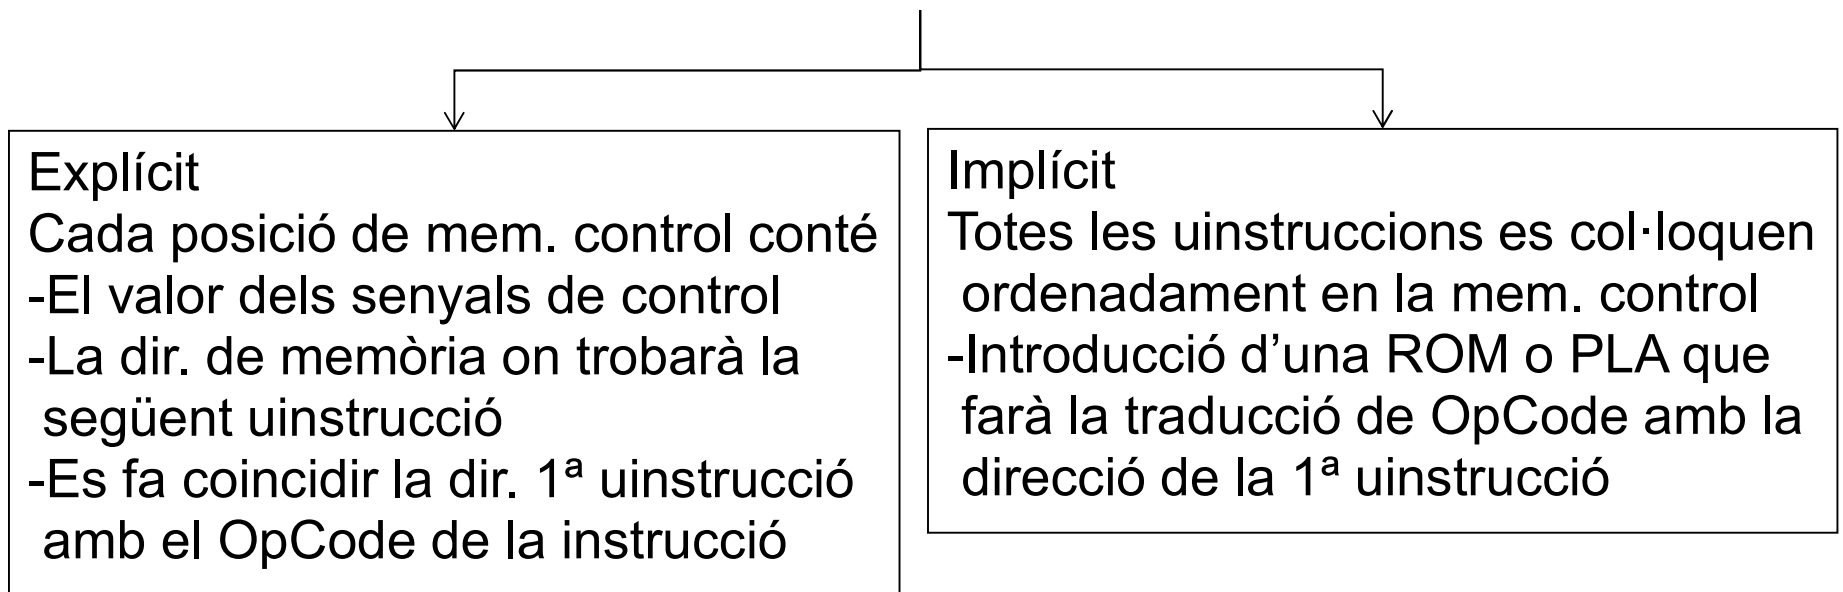 Explícit
Cada posició de mem. control conté
-El valor dels senyals de control
-La dir. de memòria on trobarà la
següent uinstrucció
-Es fa coincidir la dir. 1ª uinstrucció
amb el OpCode de la instrucció
Implícit
Totes les uinstruccions es col·loquen
ordenadament en la mem. control
-Introducció d’una ROM o PLA que
farà la traducció de OpCode amb la
direcció de la 1ª uinstrucció